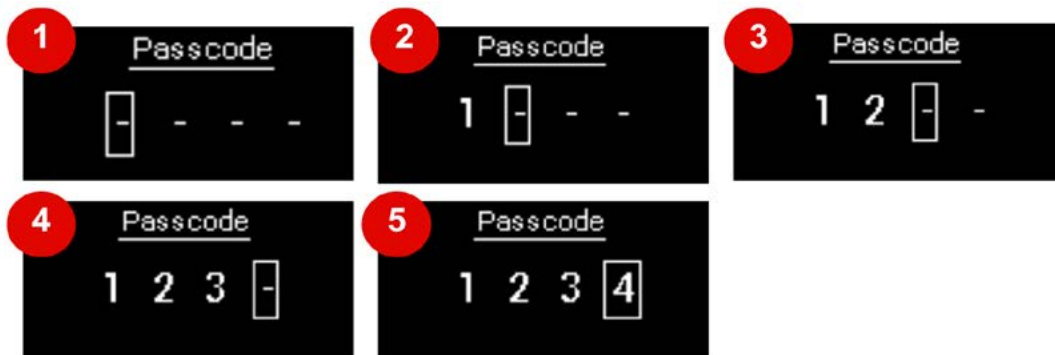 1
Passcode
- - - -
2
Passcode
1 - - -
3
Passcode
1 2 - -
4
Passcode
1 2 3 -
5
Passcode
1 2 3 4